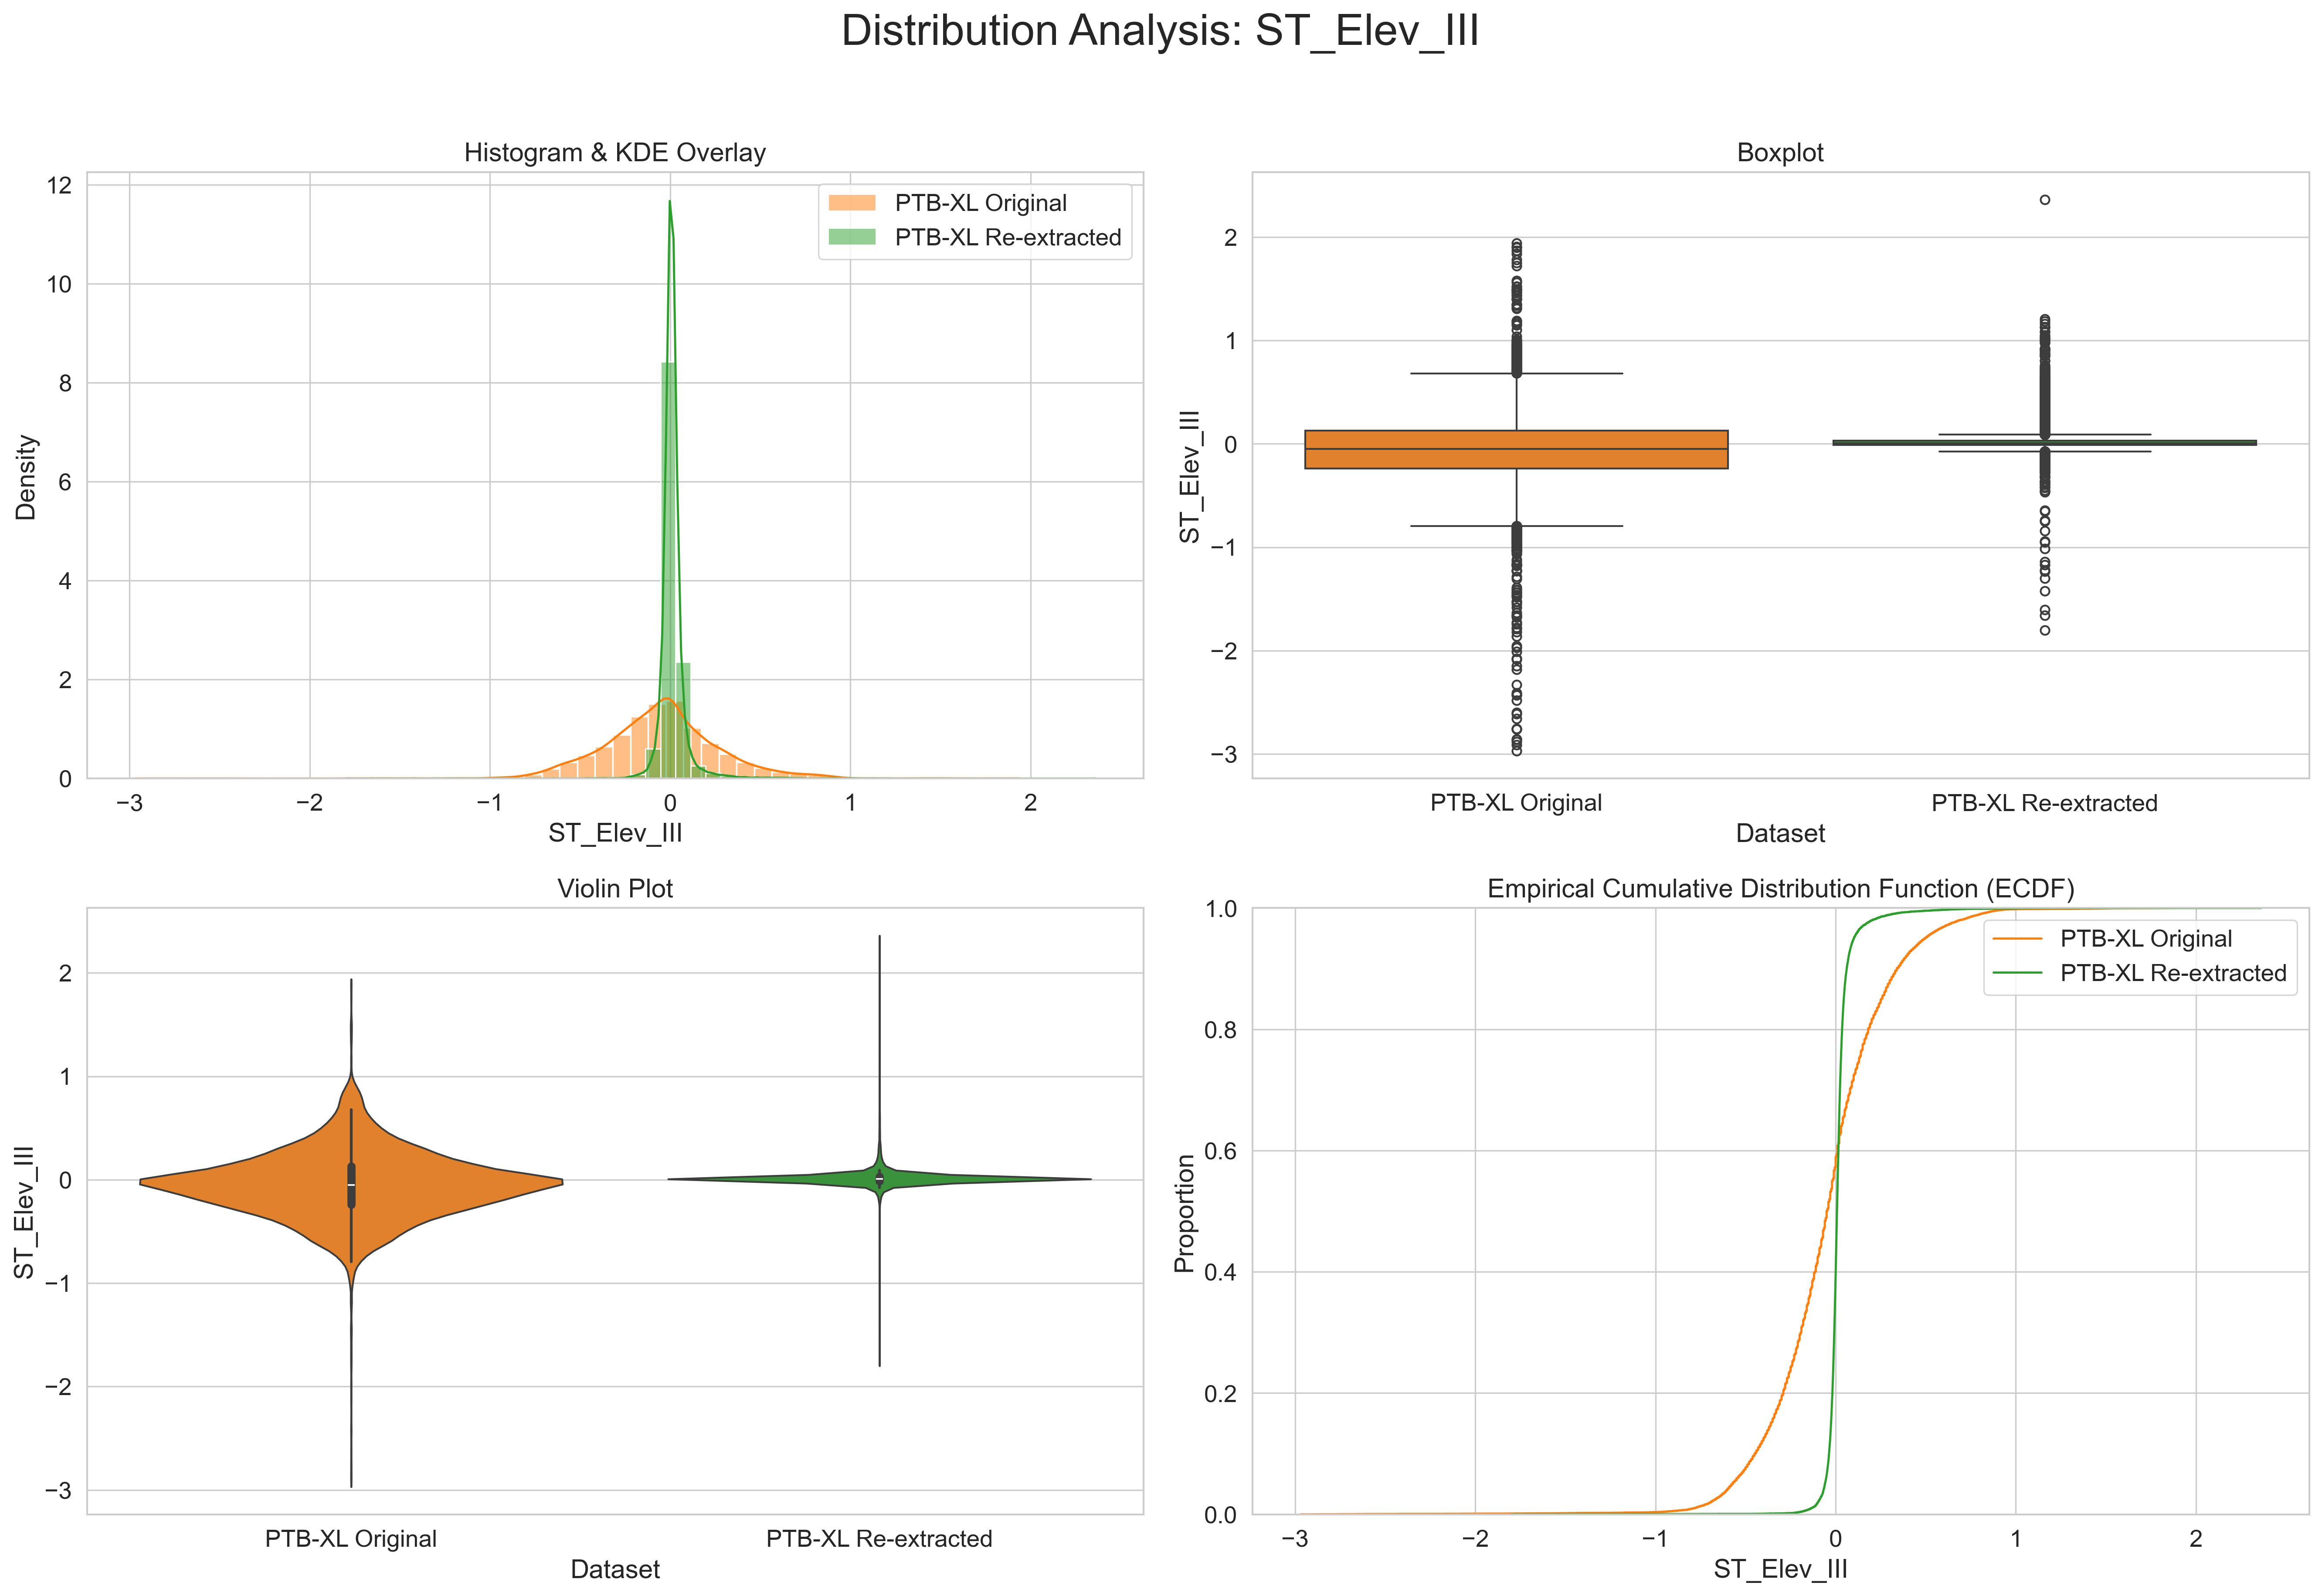 Distribution Analysis: ST_Elev_III
Histogram & KDE Overlay
12
10
8
6
4
2
0
Density
−3
−2
−1
0
1
2
ST_Elev_III
PTB-XL Original
PTB-XL Re-extracted
Boxplot
2
1
0
−1
−2
−3
ST_Elev_III
PTB-XL Original
PTB-XL Re-extracted
Dataset
Violin Plot
2
1
0
−1
−2
−3
ST_Elev_III
PTB-XL Original
PTB-XL Re-extracted
Dataset
Empirical Cumulative Distribution Function (ECDF)
1.0
0.8
0.6
0.4
0.2
0.0
Proportion
−3
−2
−1
0
1
2
ST_Elev_III
PTB-XL Original
PTB-XL Re-extracted